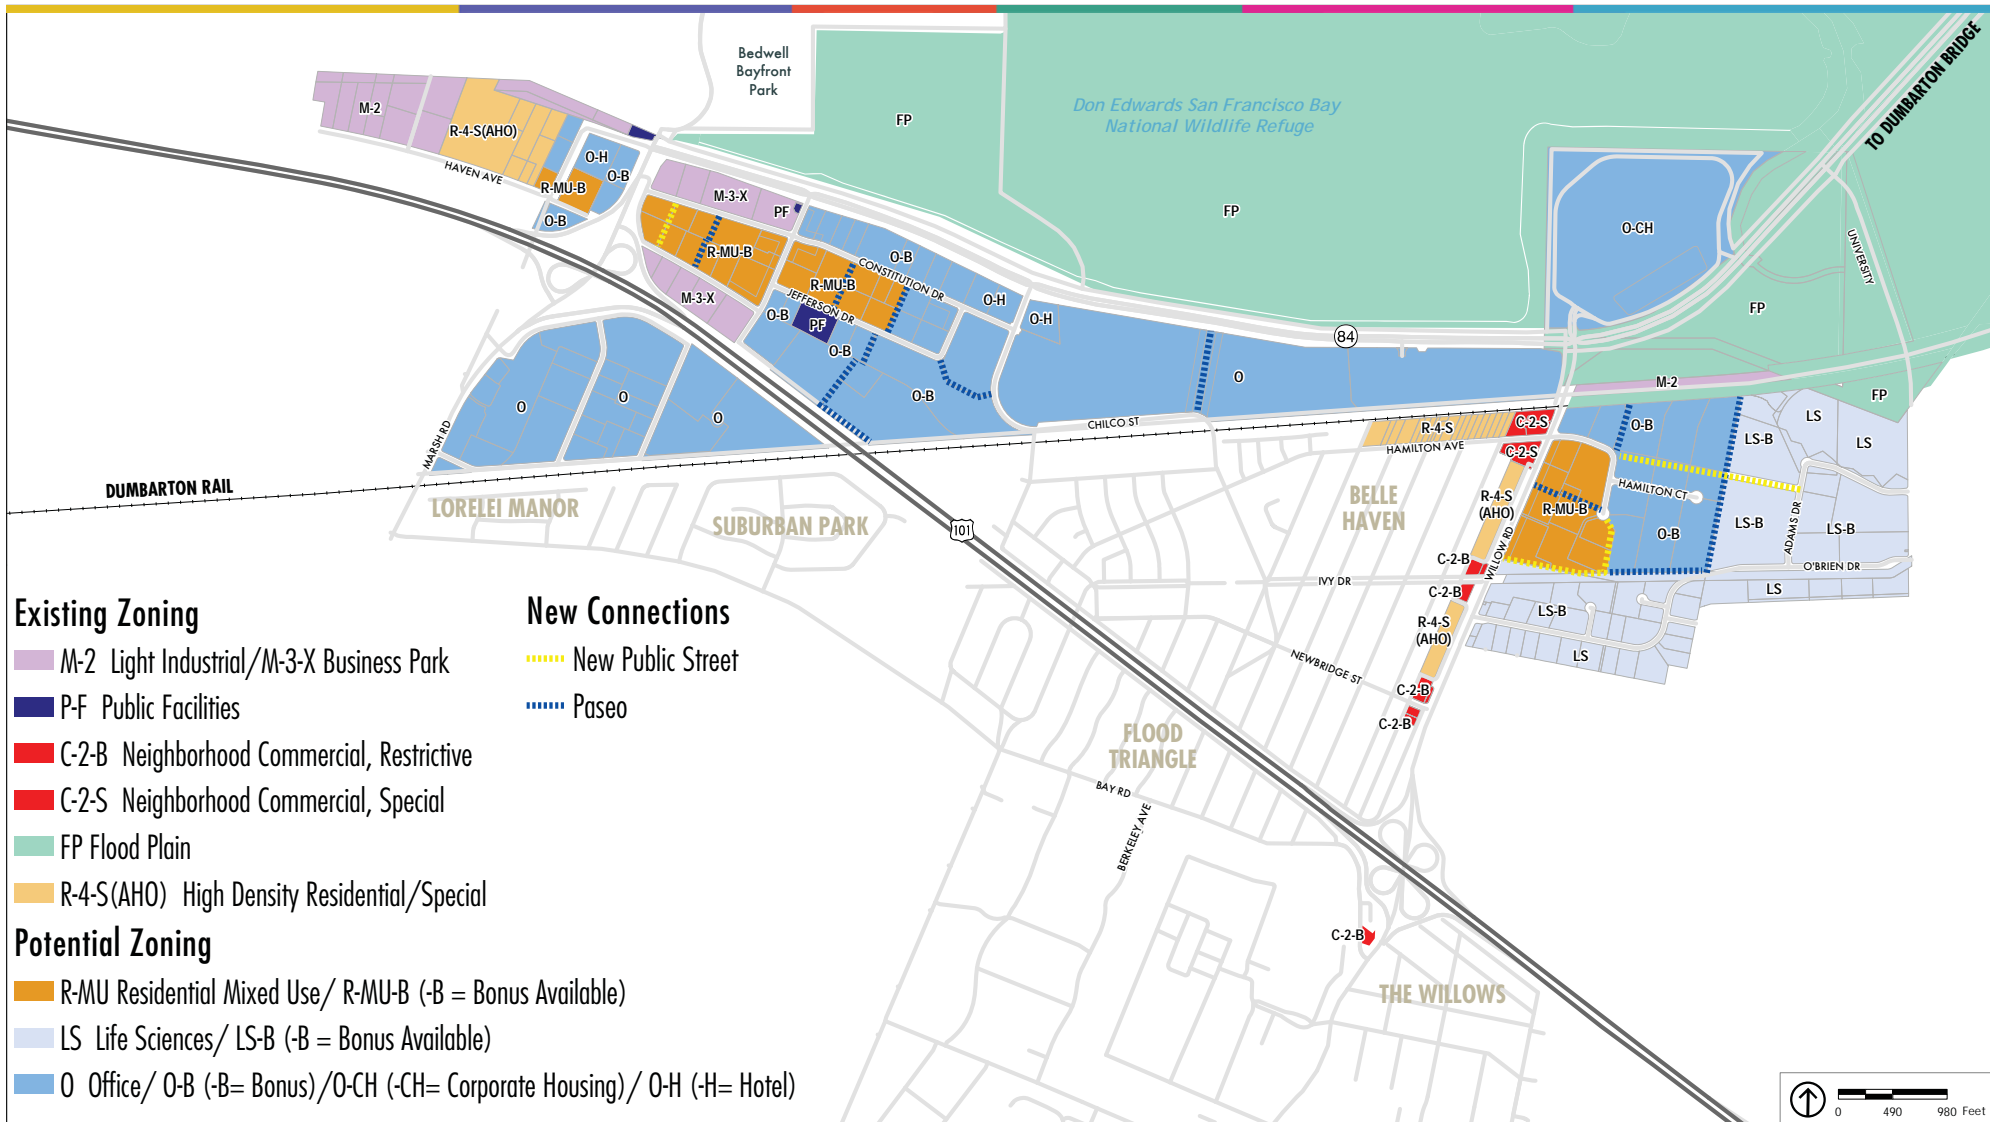 Bedwell
Bayfront
Park
Don Edwards San Francisco Bay
National Wildlife Refuge
TO DUMBARTON BRIDGE
M-2
R-4-S(AHO)
HAVEN AVE
O-H
O-B
R-MU-B
O-B
FP
FP
M-3-X
PF
R-MU-B
M-3-X
O-B
CONSTITUTION DR
R-MU-B
JEFFERSON DR
O-H
O-B
PF
O-B
O-H
O-B
84
O-CH
UNIVERSITY
FP
O
O
O
O
MARSH RD
CHILCO ST
M-2
FP
DUMBARTON RAIL
LORELEI MANOR
SUBURBAN PARK
101
R-4-S
C-2-S
HAMILTON AVE
C-2-S
BELLE
HAVEN
R-4-S
(AHO)
R-MU-B
WILLOW RD
O-B
HAMILTON CT
O-B
LS-B
LS
LS
LS-B
ADAMS DR
LS-B
O'BRIEN DR
LS
C-2-B
IVY DR
C-2-B
LS-B
R-4-S
(AHO)
LS
NEWBRIDGE ST
C-2-B
C-2-B
FLOOD
TRIANGLE
BAY RD
BERKELEY AVE
C-2-B
THE WILLOWS
Existing Zoning
M-2 Light Industrial/M-3-X Business Park
P-F Public Facilities
C-2-B Neighborhood Commercial, Restrictive
C-2-S Neighborhood Commercial, Special
FP Flood Plain
R-4-S(AHO) High Density Residential/Special
Potential Zoning
R-MU Residential Mixed Use/ R-MU-B (-B = Bonus Available)
LS Life Sciences/ LS-B (-B = Bonus Available)
O Office/ O-B (-B= Bonus)/O-CH (-CH= Corporate Housing)/ O-H (-H= Hotel)
New Connections
New Public Street
Paseo
0 490 980 Feet